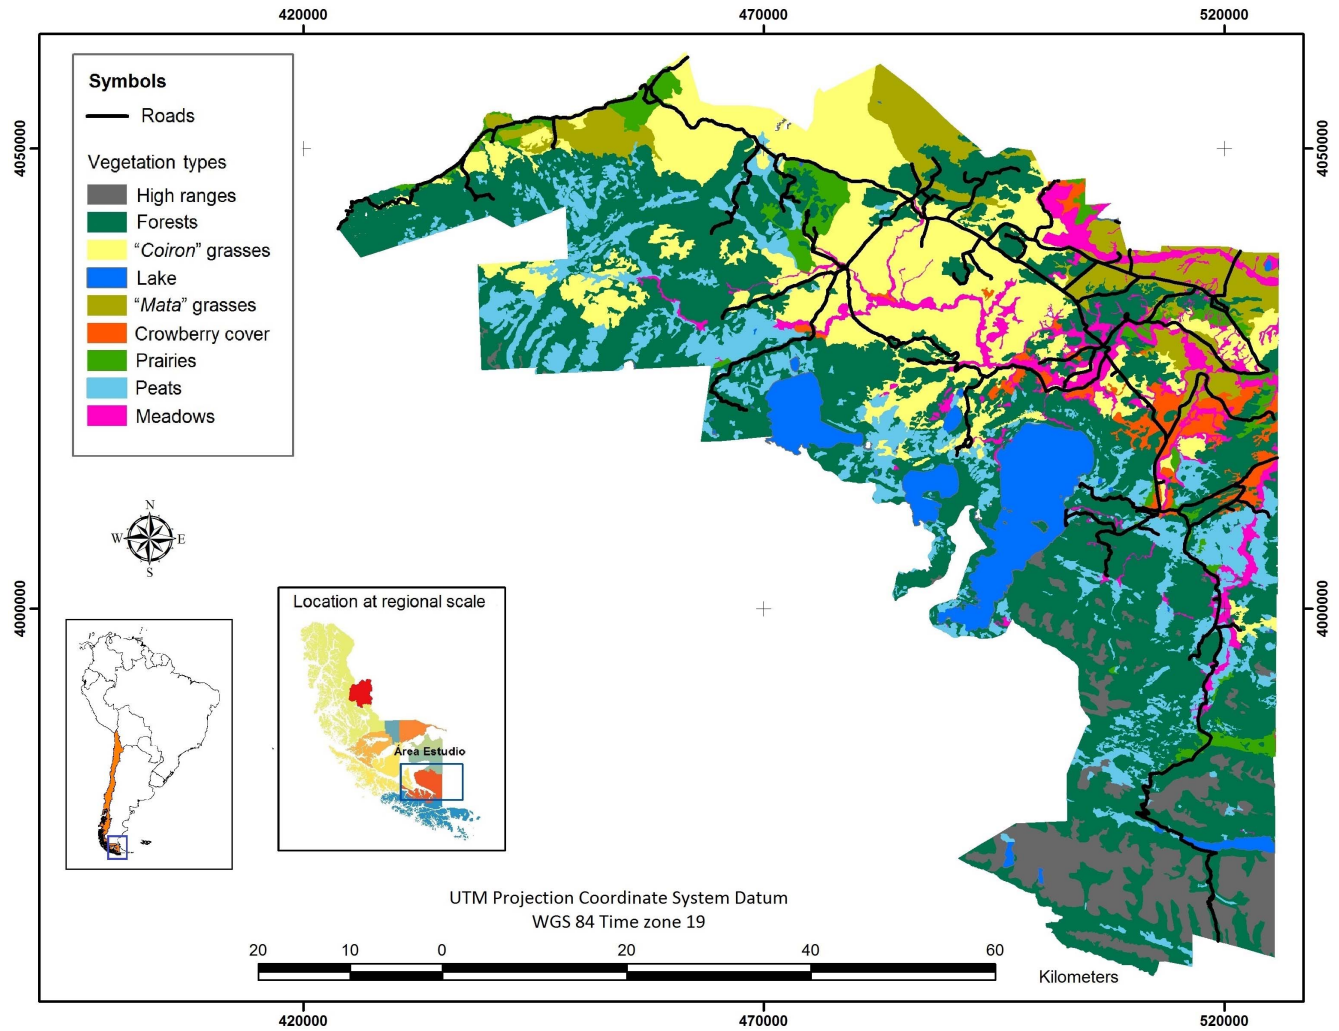 420000
470000
520000
4050000
4050000
Symbols
Roads
Vegetation types
High ranges
Forests
“Coiron” grasses
Lake
“Mata” grasses
Crowberry cover
Prairies
Peats
Meadows
N
W
E
S
4000000
4000000
Location at regional scale
Área Estudio
UTM Projection Coordinate System Datum
WGS 84 Time zone 19
20
10
0
20
40
60
Kilometers
420000
470000
520000